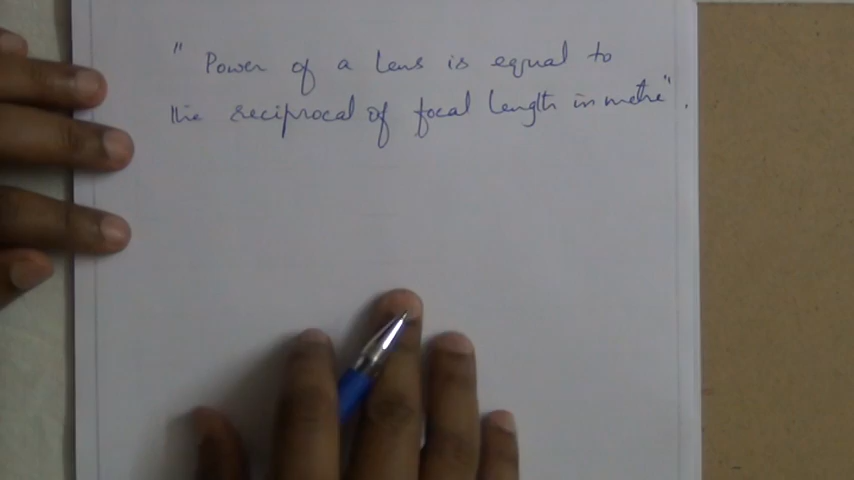 " Power of a lens is equal to
the reciprocal of focal length in metre".